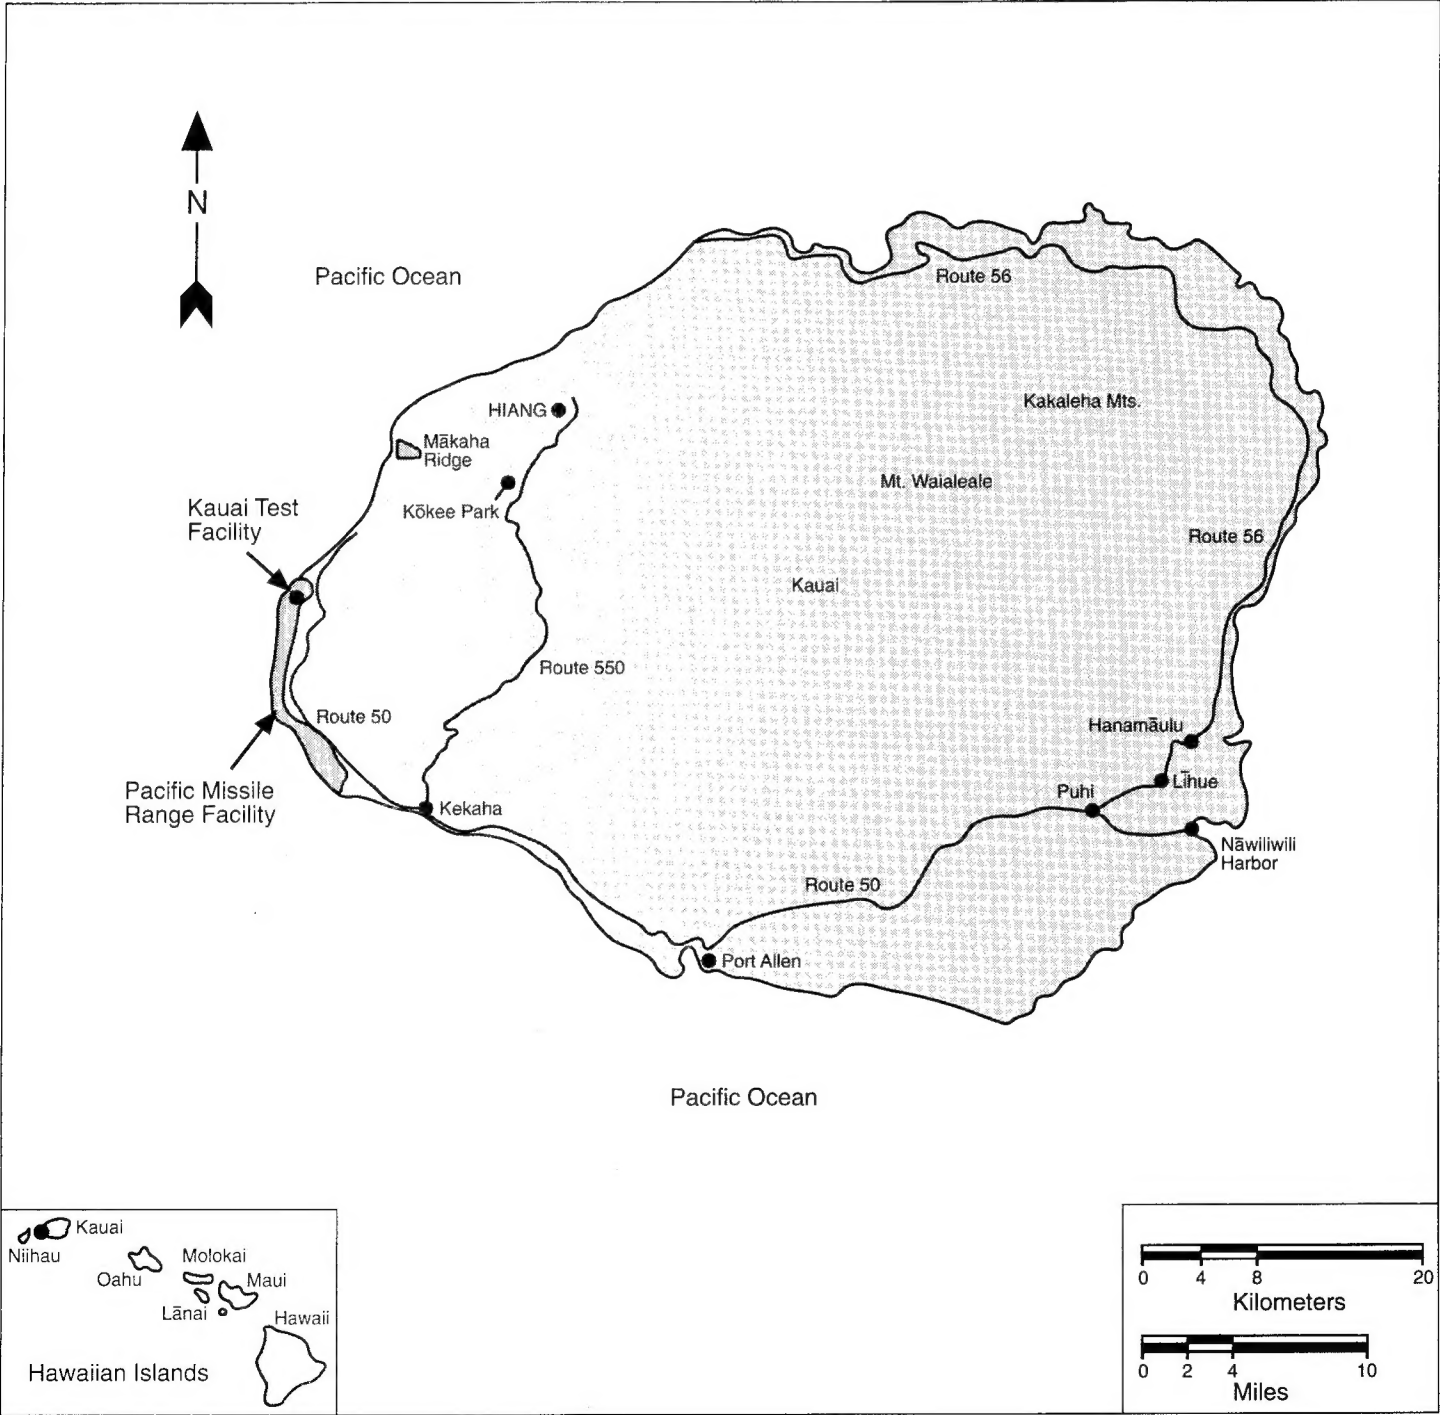 N
Pacific Ocean
Route 56
Kakaleha Mts.
HIANG
Mākaha
Ridge
Mt. Waialeale
Kōkee Park
Kauai Test
Facility
Route 56
Kauai
Route 550
Route 50
Hanamāulu
Līhue
Pacific Missile
Range Facility
Puhi
Kekaha
Nāwiliwili
Harbor
Route 50
Port Allen
Pacific Ocean
Kauai
Niihau
Oahu
Molokai
Maui
Lānai
Hawaii
Hawaiian Islands
0 4 8 20
Kilometers
0 2 4 10
Miles